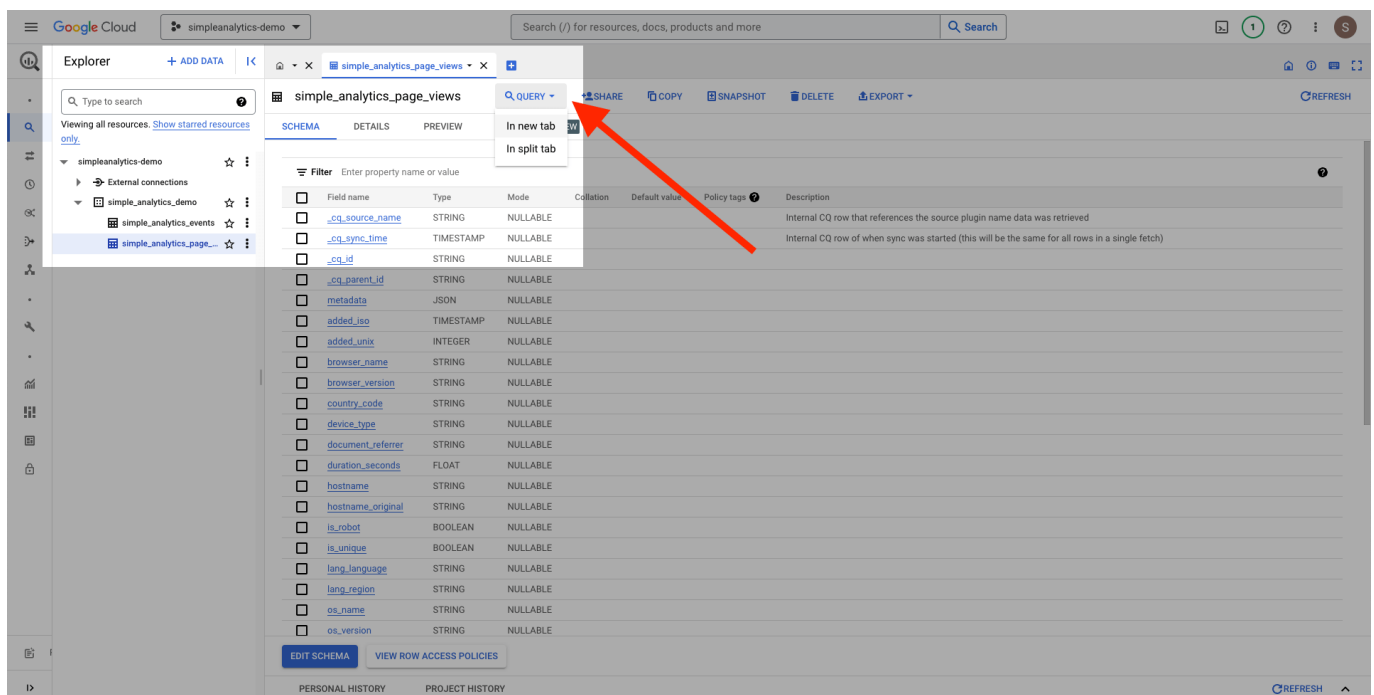 Google Cloud
simpleanalytics-demo
Search (/) for resources, docs, products and more
Search
1
S
Explorer
+ ADD DATA
simple_analytics_page_views
Type to search
Viewing all resources. Show starred resources
only.
simpleanalytics-demo
External connections
simple_analytics_demo
simple_analytics_events
simple_analytics_page_...
simple_analytics_page_views
QUERY
SHARE
COPY
SNAPSHOT
DELETE
EXPORT
REFRESH
SCHEMA DETAILS PREVIEW
In new tab
In split tab
Filter Enter property name or value
Field name Type Mode Collation Default value Policy tags Description
_cq_source_name STRING NULLABLE Internal CQ row that references the source plugin name data was retrieved
_cq_sync_time TIMESTAMP NULLABLE Internal CQ row of when sync was started (this will be the same for all rows in a single fetch)
_cq_id STRING NULLABLE
_cq_parent_id STRING NULLABLE
metadata JSON NULLABLE
added_iso TIMESTAMP NULLABLE
added_unix INTEGER NULLABLE
browser_name STRING NULLABLE
browser_version STRING NULLABLE
country_code STRING NULLABLE
device_type STRING NULLABLE
document_referrer STRING NULLABLE
duration_seconds FLOAT NULLABLE
hostname STRING NULLABLE
hostname_original STRING NULLABLE
is_robot BOOLEAN NULLABLE
is_unique BOOLEAN NULLABLE
lang_language STRING NULLABLE
lang_region STRING NULLABLE
os_name STRING NULLABLE
os_version STRING NULLABLE
EDIT SCHEMA
VIEW ROW ACCESS POLICIES
PERSONAL HISTORY PROJECT HISTORY
REFRESH